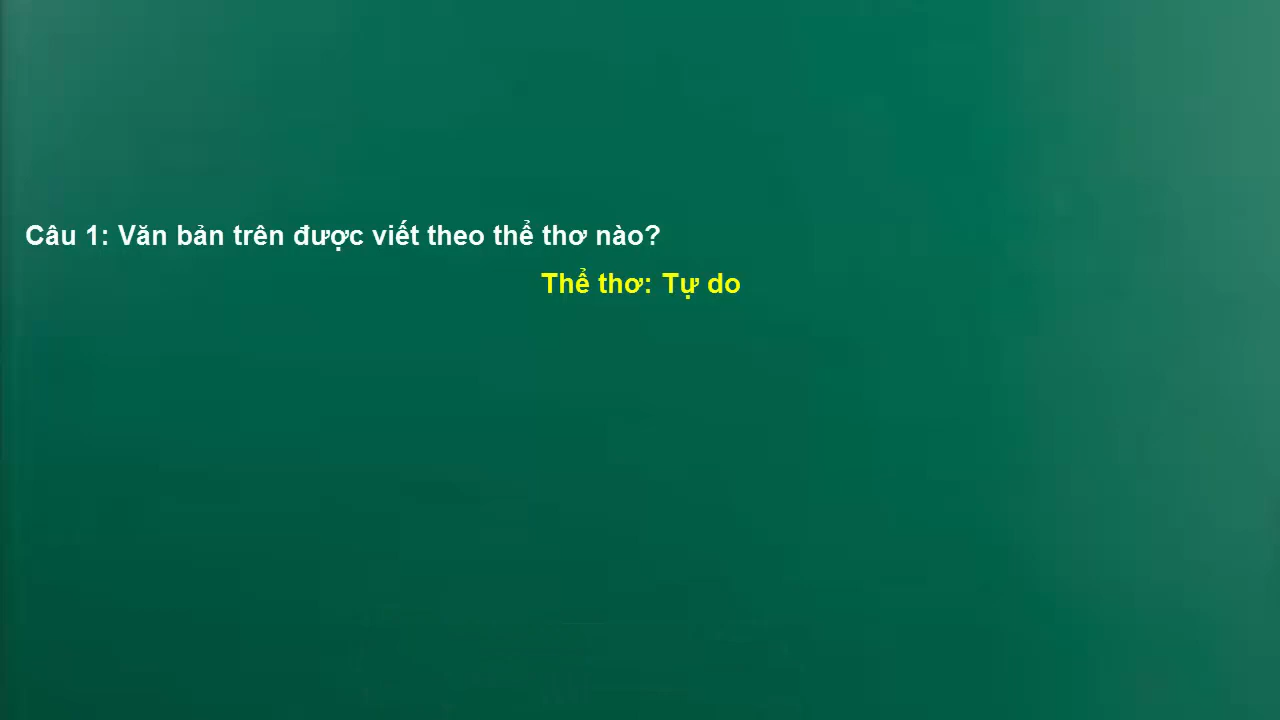 Câu 1: Văn bản trên được viết theo thể thơ nào?
Thể thơ: Tự do